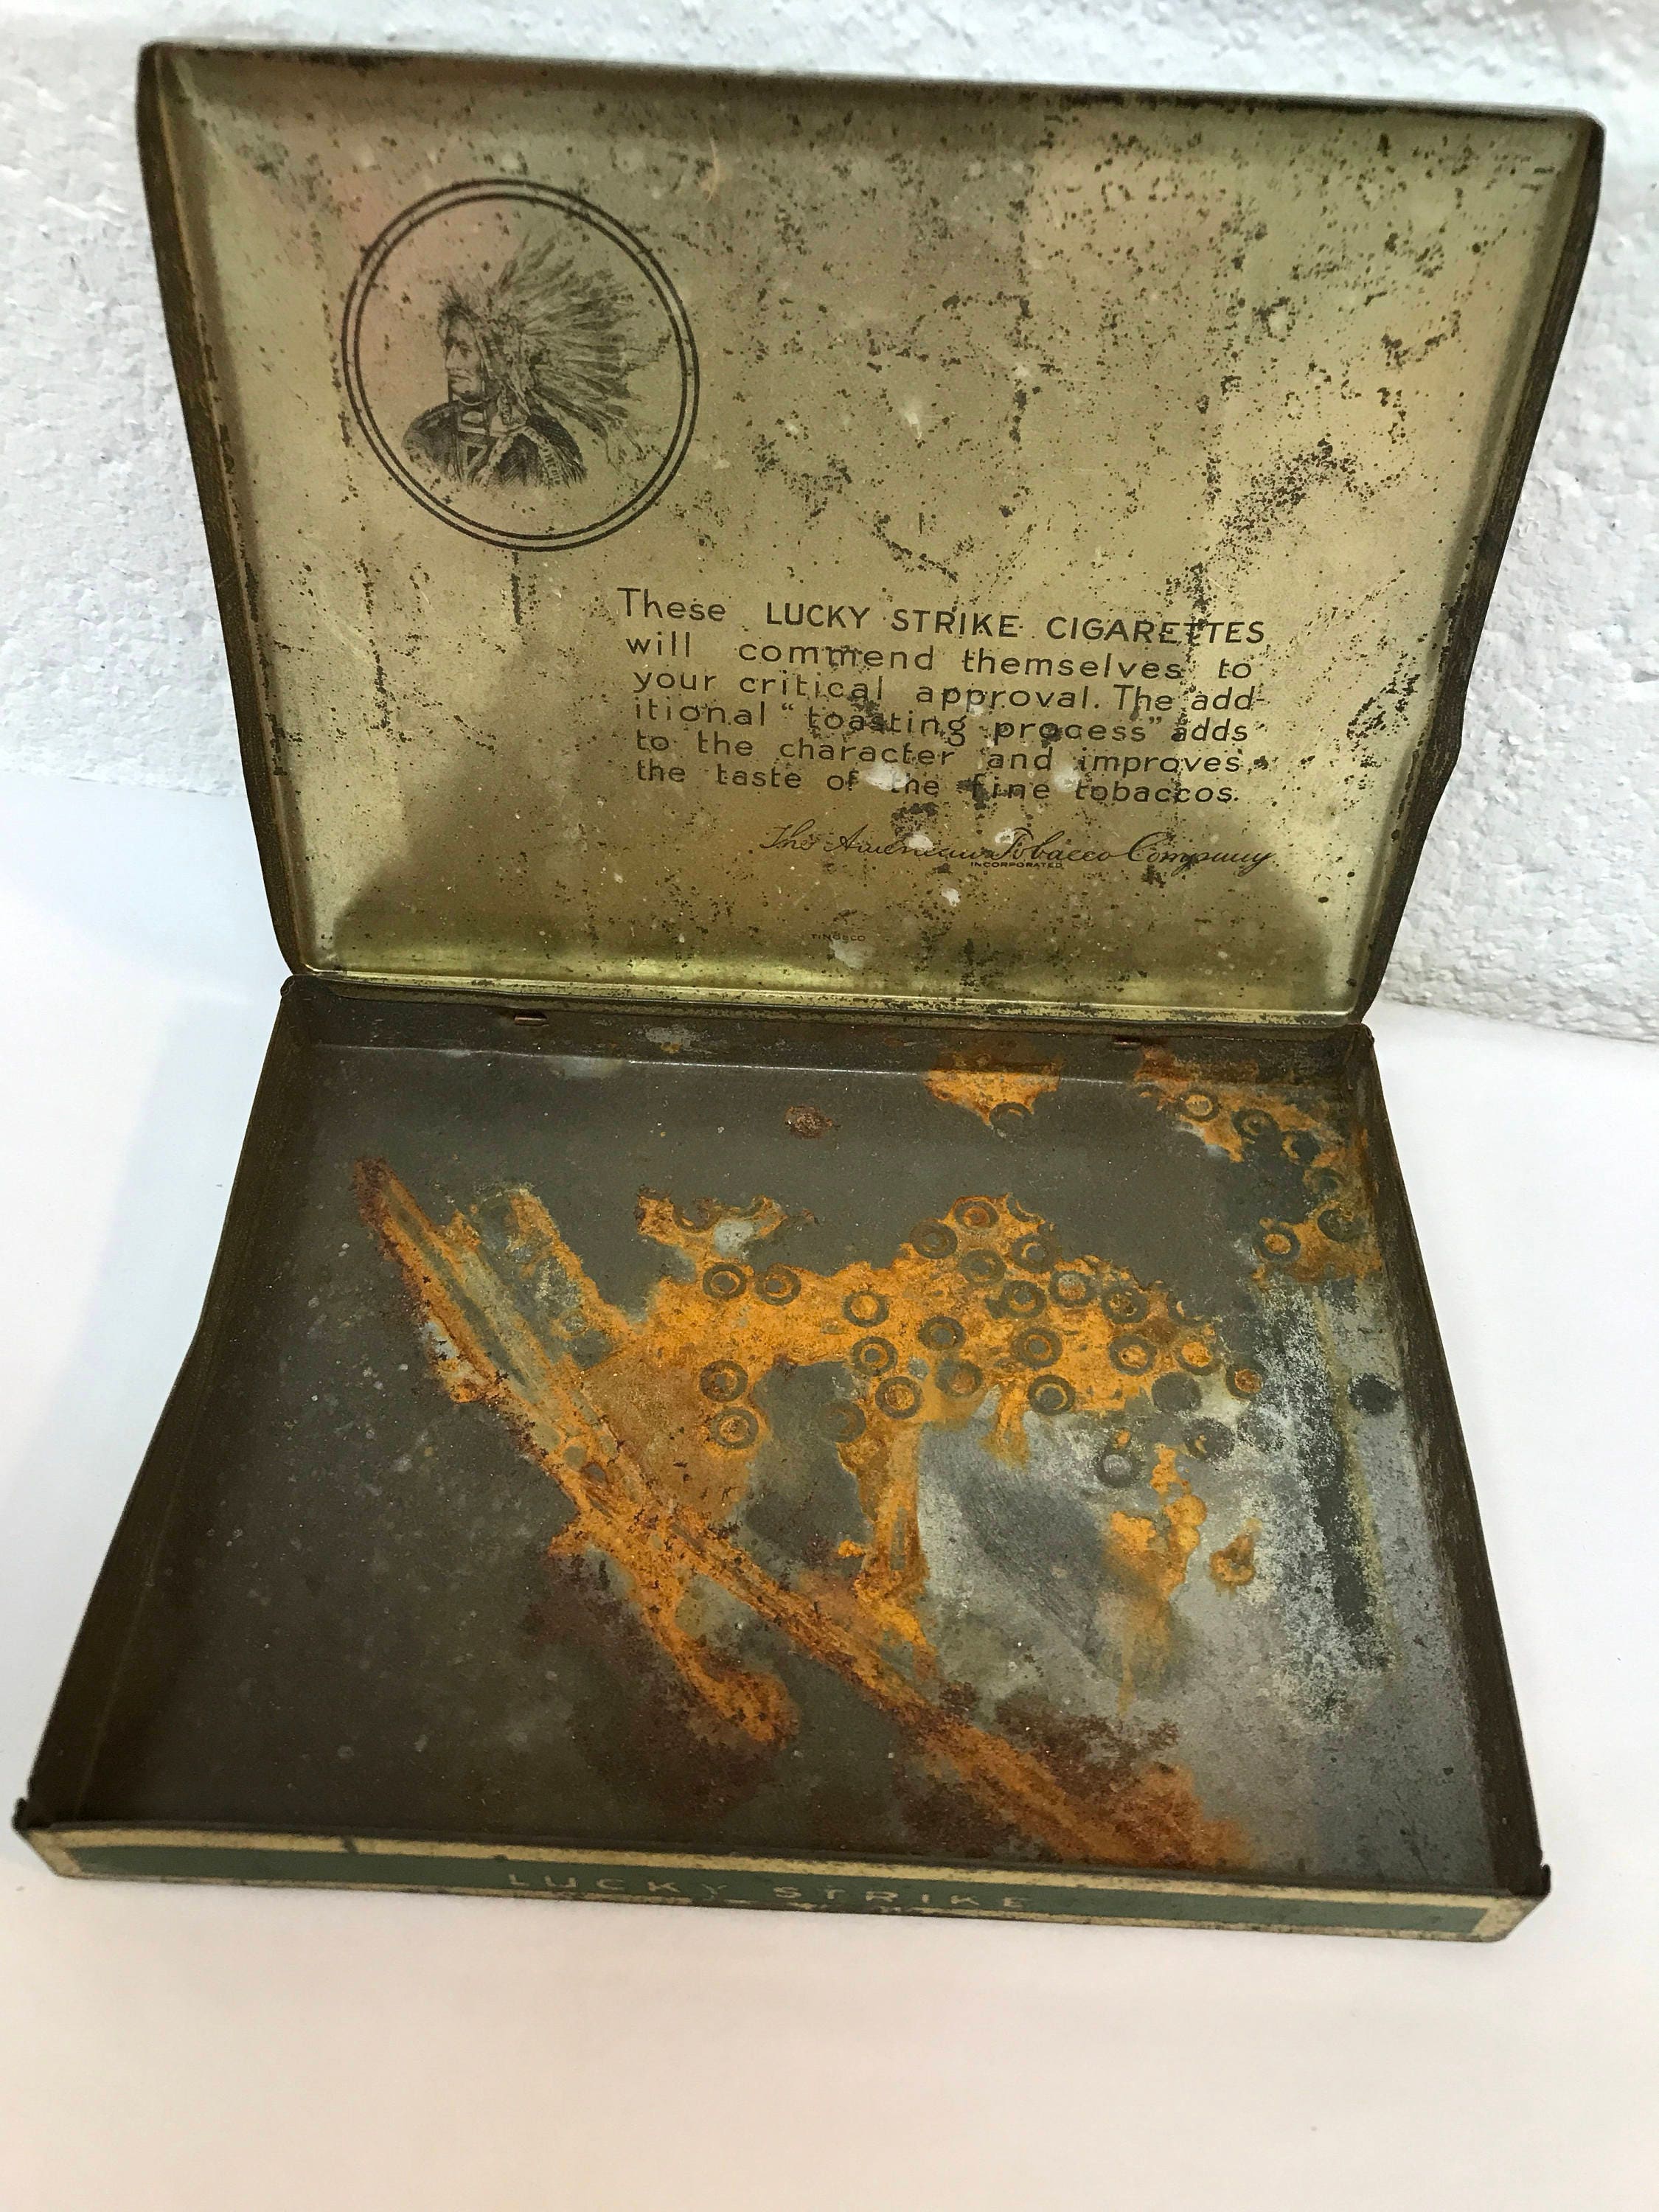 These LUCKY STRIKE CIGARETTES
will commend themselves to
your critical approval. The add-
itional "toasting process" adds
to the character and improves
the taste of the fine tobaccos.
The American Tobacco Company
INCORPORATED
LUCKY STRIKE